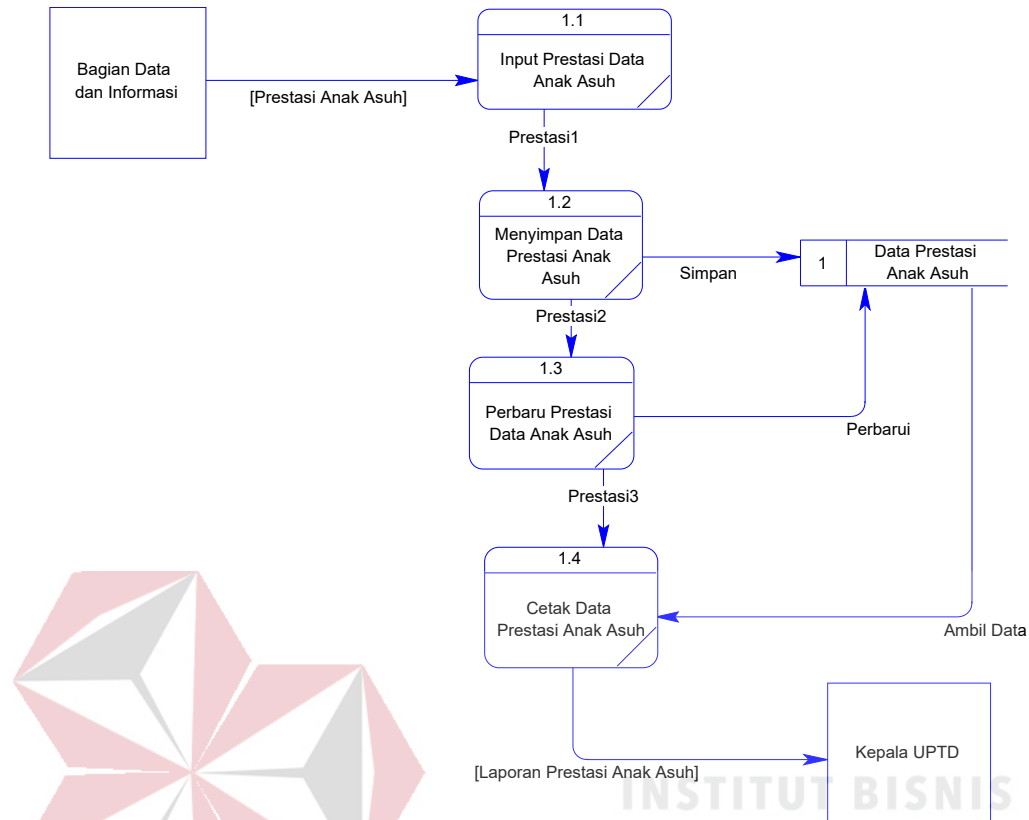 1.1
Bagian Data
dan Informasi
Input Prestasi Data
Anak Asuh
[Prestasi Anak Asuh]
Prestasi1
1.2
Menyimpan Data
Prestasi Anak
Asuh
Simpan
1
Data Prestasi
Anak Asuh
Prestasi2
1.3
Perbaru Prestasi
Data Anak Asuh
Perbarui
Prestasi3
1.4
Cetak Data
Prestasi Anak Asuh
Ambil Data
Kepala UPTD
[Laporan Prestasi Anak Asuh]
INSTITUT BISNIS